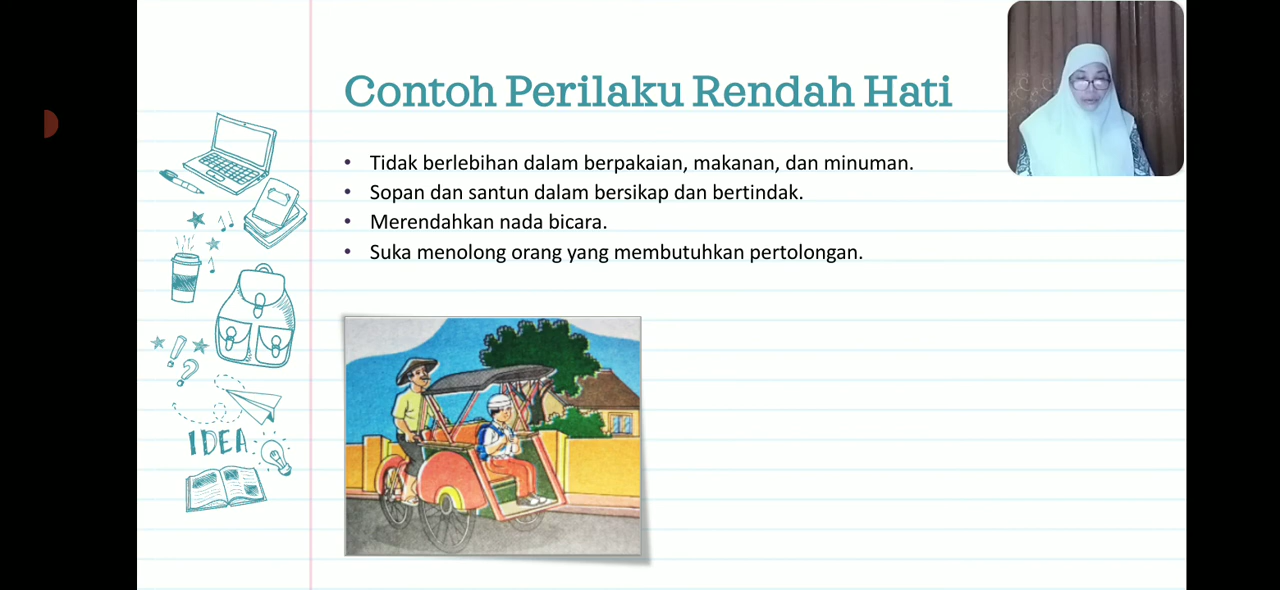 Contoh Perilaku Rendah Hati
• Tidak berlebihan dalam berpakaian, makanan, dan minuman.
• Sopan dan santun dalam bersikap dan bertindak.
• Merendahkan nada bicara.
• Suka menolong orang yang membutuhkan pertolongan.
IDEA